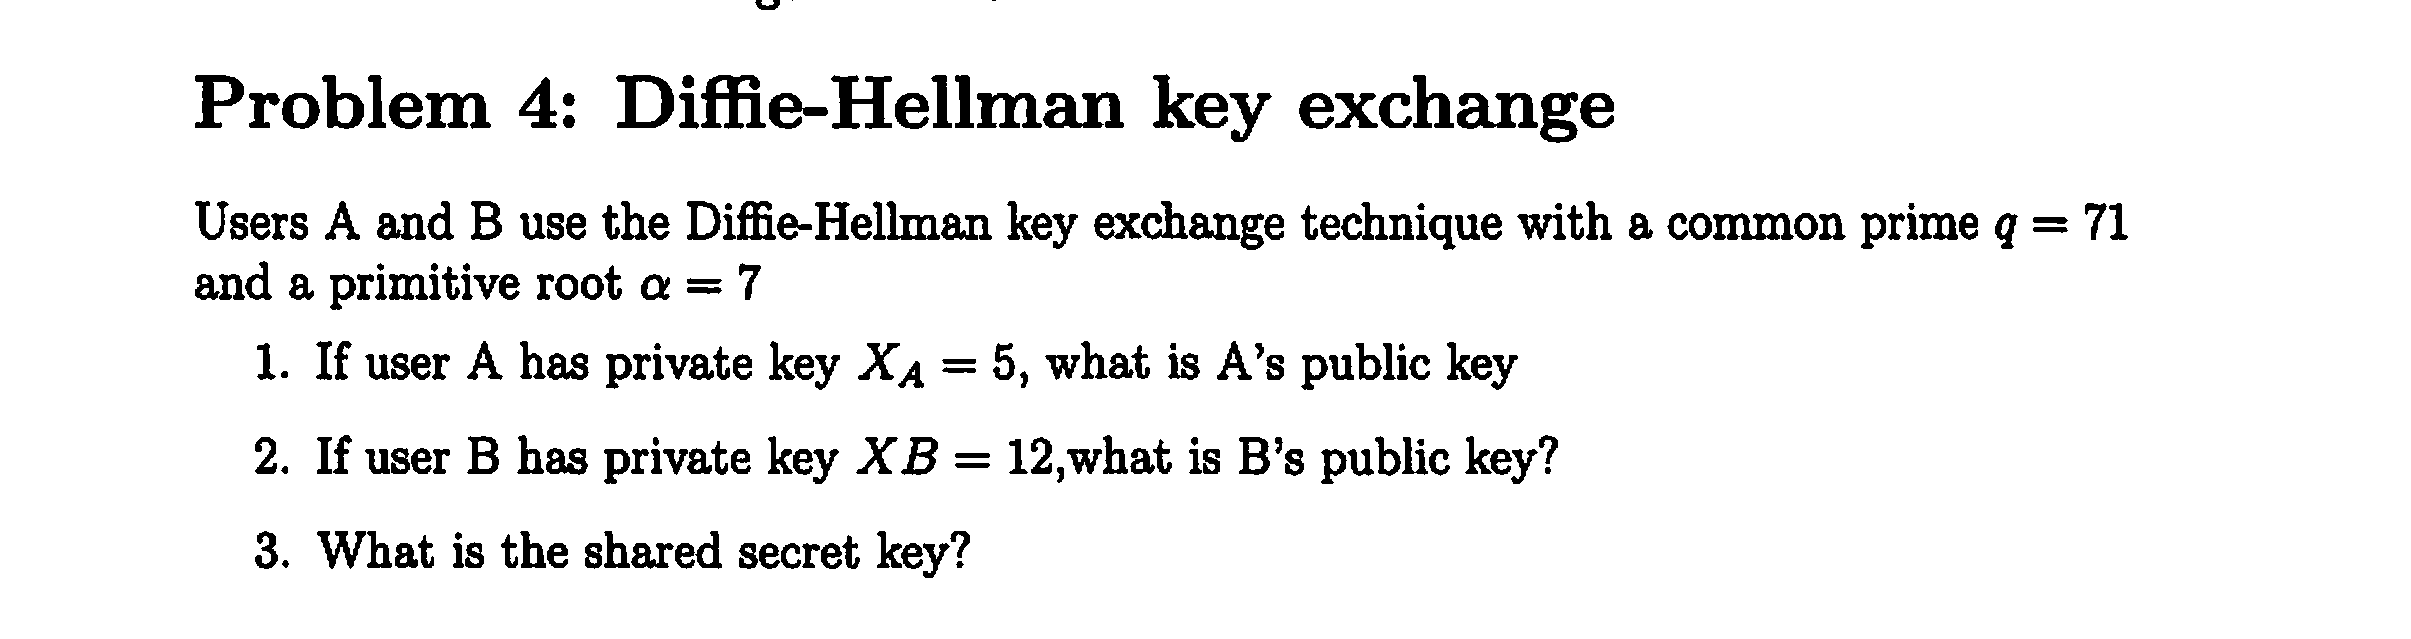 Problem 4: Diffie-Hellman key exchange
Users A and B use the Diffie-Hellman key exchange technique with a common prime q = 71
and a primitive root α = 7
1. If user A has private key X_A = 5, what is A's public key
2. If user B has private key XB = 12,what is B's public key?
3. What is the shared secret key?